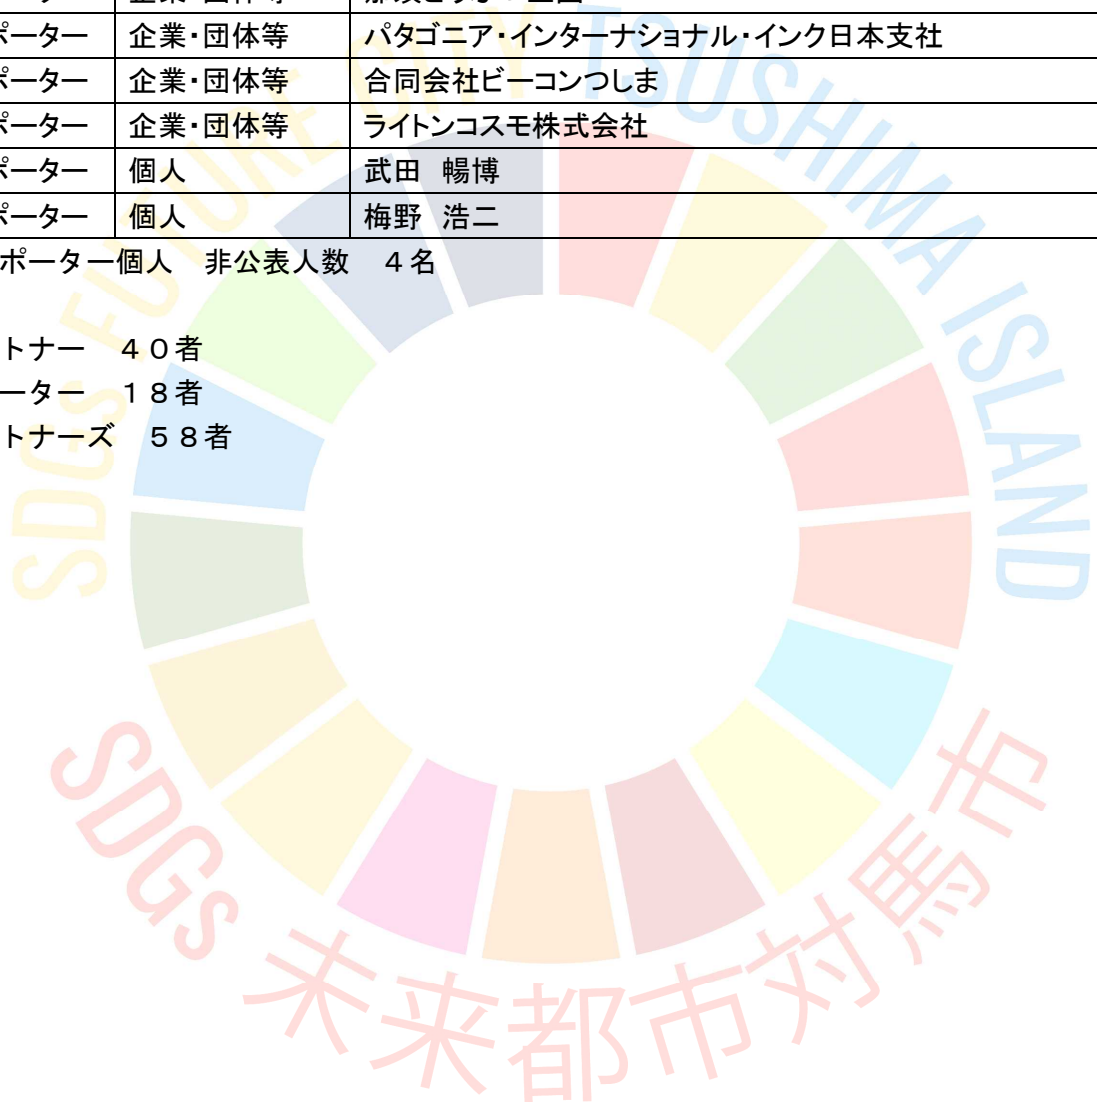 ポーター 企業・団体等 パタゴニア・インターナショナル・インク日本支社
ポーター 企業・団体等 合同会社ビーコンつしま
ポーター 企業・団体等 ライトンコスモ株式会社
ポーター 個人 武田　暢博
ポーター 個人 梅野　浩二
ポーター個人　非公表人数　４名
トナー　４０者
ーター　１８者
トナーズ　５８者
SDGs FUTURE CITY TSUSHIMA ISLAND
SDGs 未来都市対馬市